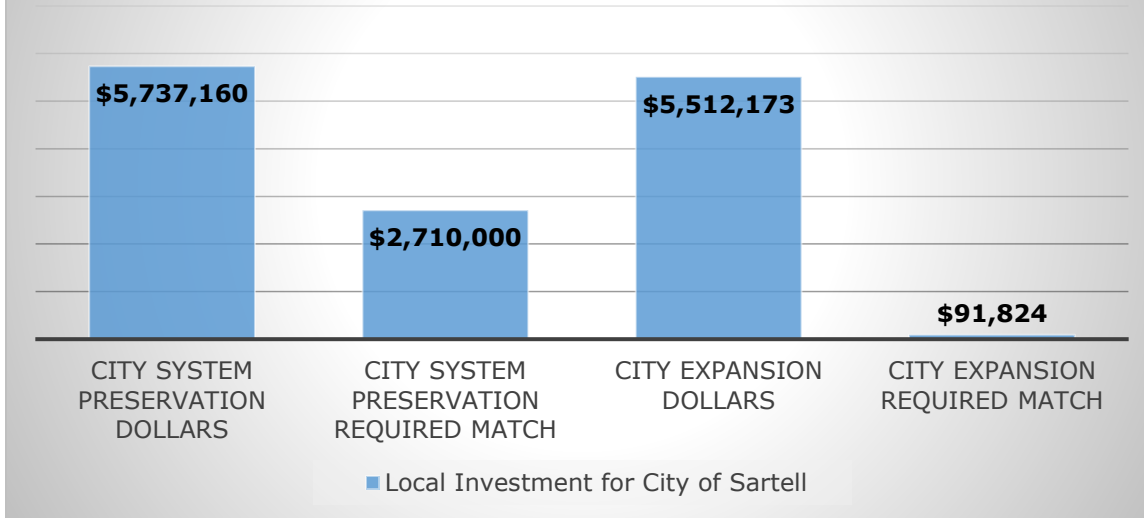 $5,737,160
$2,710,000
$5,512,173
$91,824
CITY SYSTEM
PRESERVATION
DOLLARS
CITY SYSTEM
PRESERVATION
REQUIRED MATCH
CITY EXPANSION
DOLLARS
CITY EXPANSION
REQUIRED MATCH
Local Investment for City of Sartell